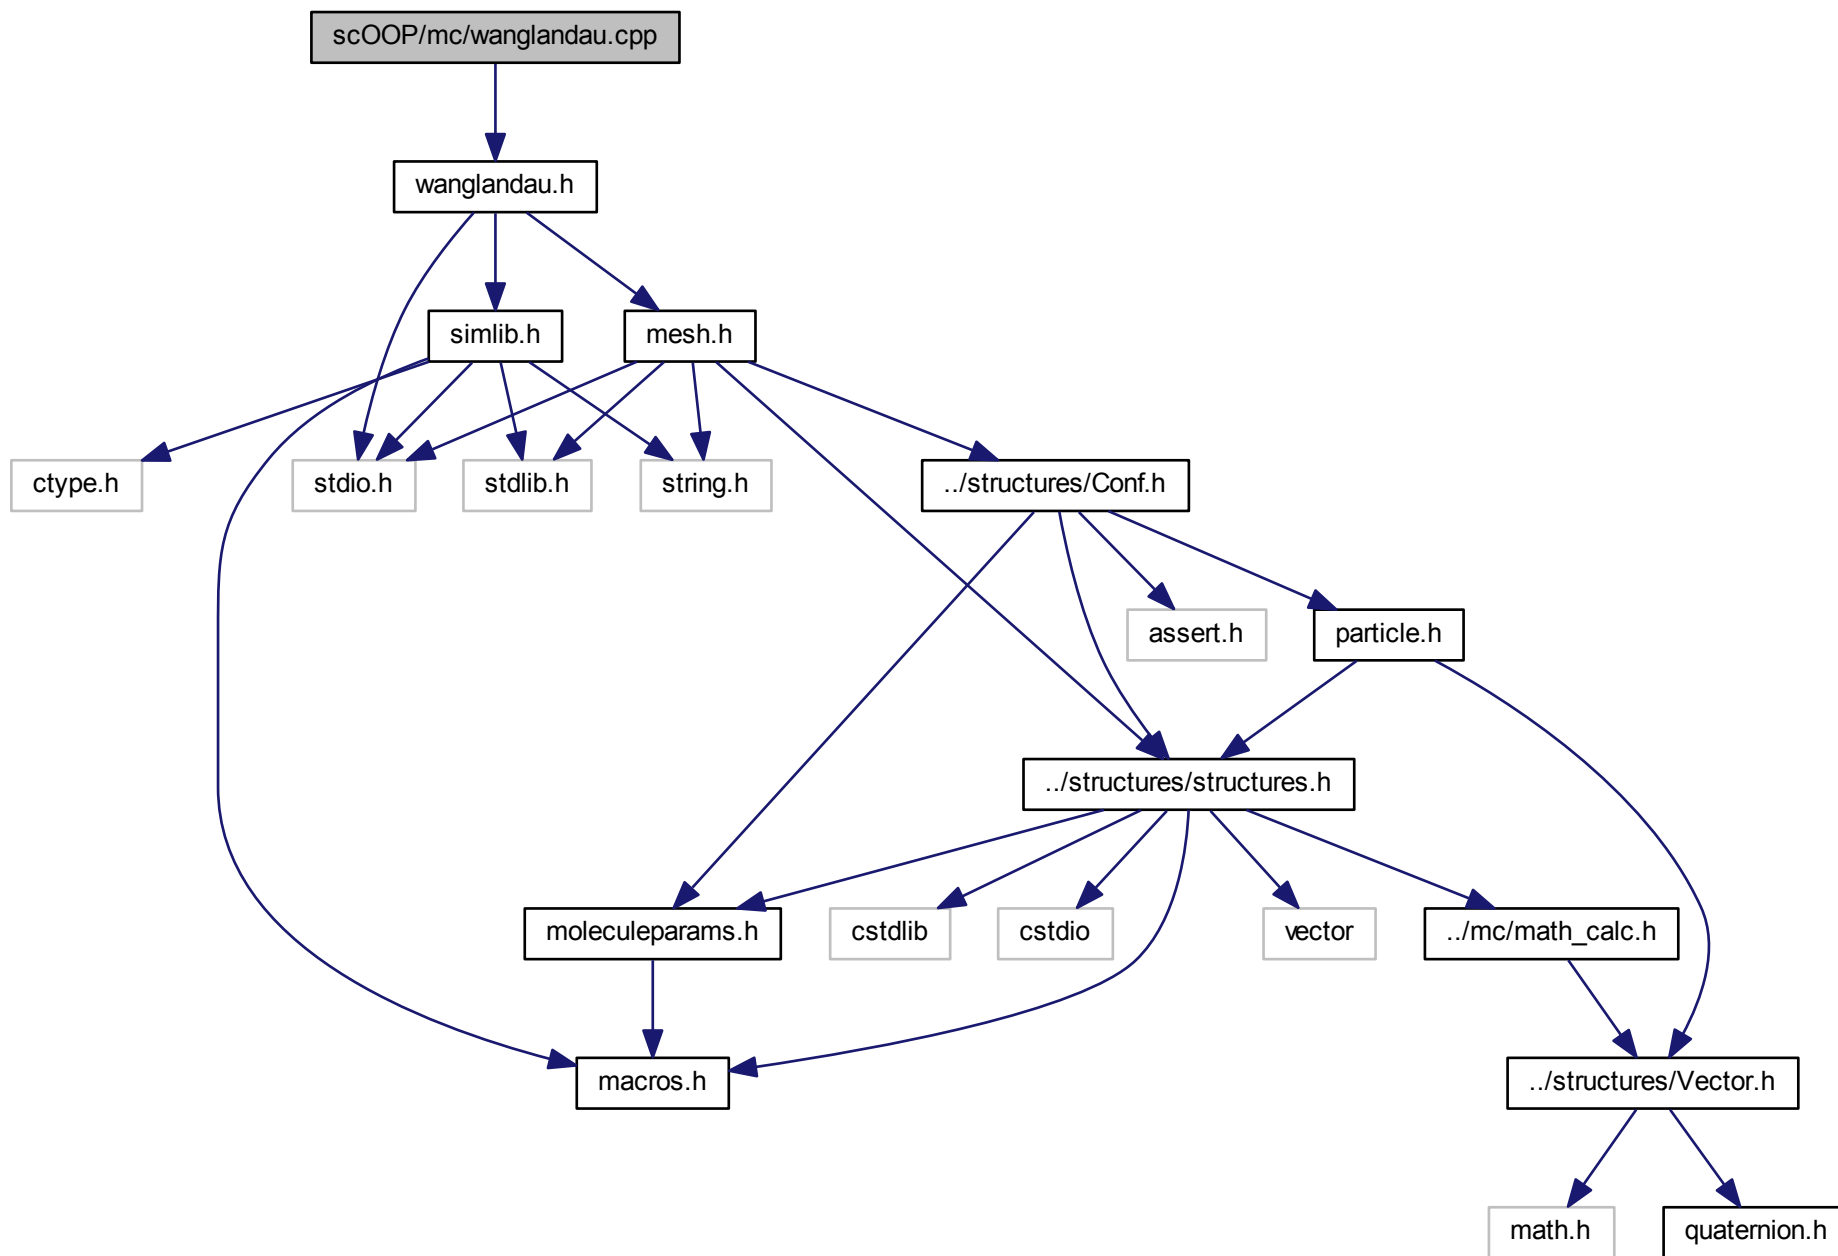 scOOP/mc/wanglandau.cpp
wanglandau.h
simlib.h
mesh.h
ctype.h
stdio.h
stdlib.h
string.h
../structures/Conf.h
assert.h
particle.h
../structures/structures.h
moleculeparams.h
cstdlib
cstdio
vector
../mc/math_calc.h
macros.h
../structures/Vector.h
math.h
quaternion.h